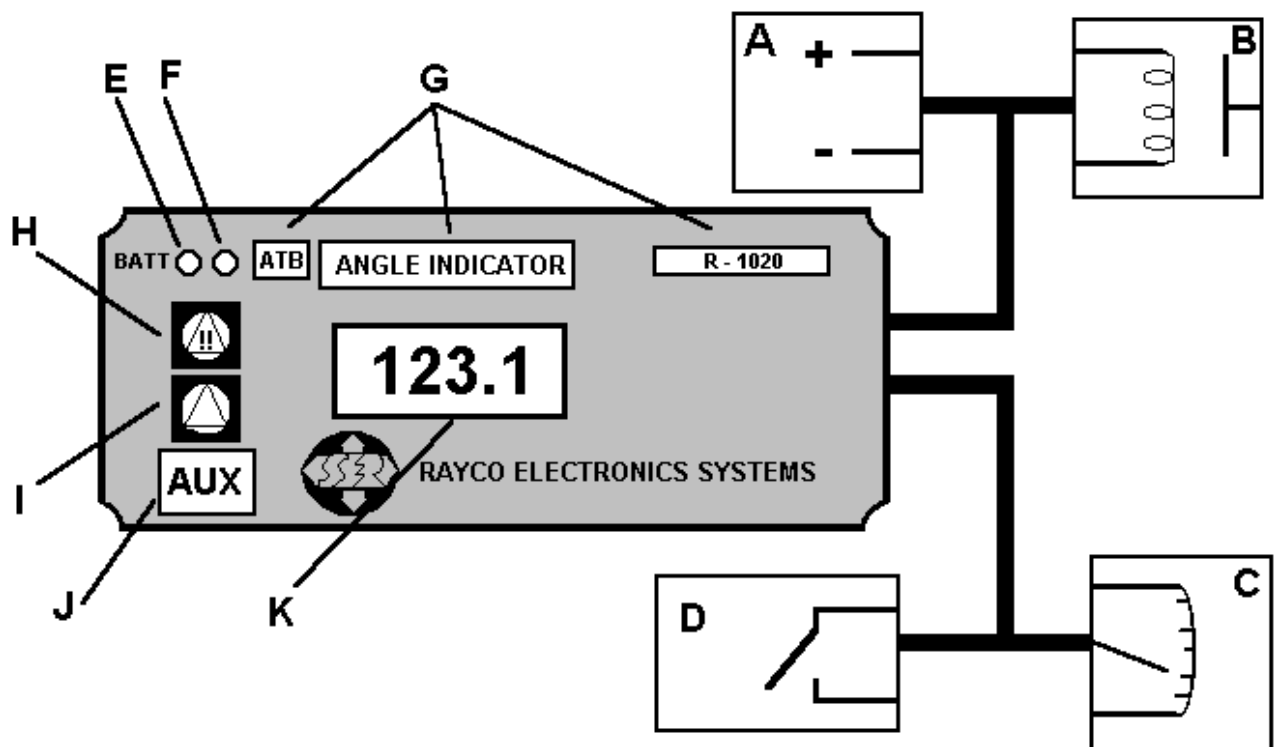 A
+
-
B
E
F
G
H
BATT
ATB
ANGLE INDICATOR
R - 1020
!!
123.1
I
AUX
RAYCO ELECTRONICS SYSTEMS
J
K
D
C